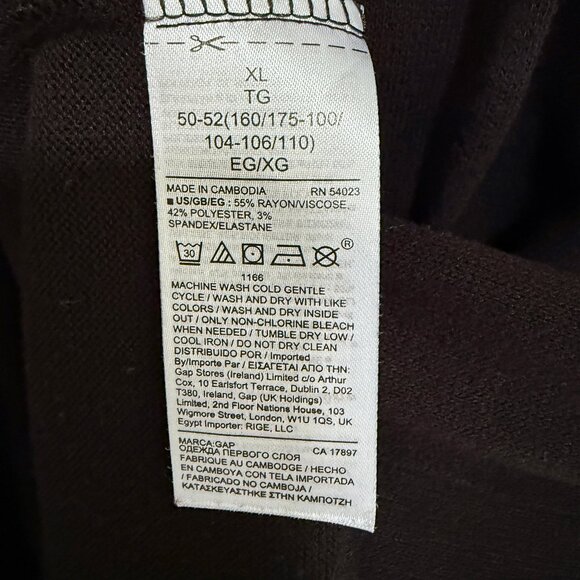 XL
TG
50-52(160/175-100/
104-106/110)
EG/XG
MADE IN CAMBODIA RN 54023
■ US/GB/EG : 55% RAYON/VISCOSE,
42% POLYESTER, 3%
SPANDEX/ELASTANE
30 ®
1166
MACHINE WASH COLD GENTLE
CYCLE / WASH AND DRY WITH LIKE
COLORS / WASH AND DRY INSIDE
OUT / ONLY NON-CHLORINE BLEACH
WHEN NEEDED / TUMBLE DRY LOW /
COOL IRON / DO NOT DRY CLEAN
DISTRIBUIDO POR / Imported
By/Importe Par / ΕΙΣΑΓΕΤΑΙ ΑΠΟ ΤΗΝ:
Gap Stores (Ireland) Limited c/o Arthur
Cox, 10 Earlsfort Terrace, Dublin 2, D02
T380, Ireland, Gap (UK Holdings)
Limited, 2nd Floor Nations House, 103
Wigmore Street, London, W1U 1QS, UK
Egypt Importer: RIGE, LLC
MARCA:GAP CA 17897
ОДЕЖДА ПЕРВОГО СЛОЯ
FABRIQUE AU CAMBODGE / HECHO
EN CAMBOYA CON TELA IMPORTADA
/ FABRICADO NO CAMBOJA /
ΚΑΤΑΣΚΕΥΑΣΤΗΚΕ ΣΤΗΝ ΚΑΜΠΟΤΖΗ